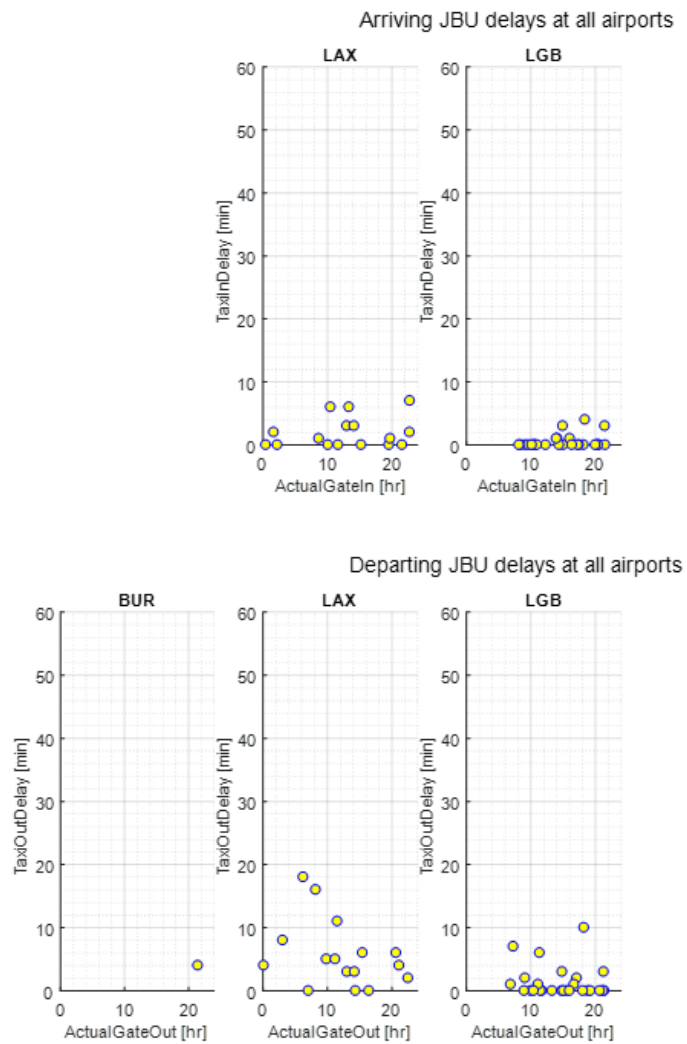 Arriving JBU delays at all airports
LAX
60
50
40
30
20
10
0
TaxiInDelay [min]
0 10 20
ActualGateIn [hr]
LGB
60
50
40
30
20
10
0
TaxiInDelay [min]
0 10 20
ActualGateIn [hr]
Departing JBU delays at all airports
BUR
60
50
40
30
20
10
0
TaxiOutDelay [min]
0 10 20
ActualGateOut [hr]
LAX
60
50
40
30
20
10
0
TaxiOutDelay [min]
0 10 20
ActualGateOut [hr]
LGB
60
50
40
30
20
10
0
TaxiOutDelay [min]
0 10 20
ActualGateOut [hr]